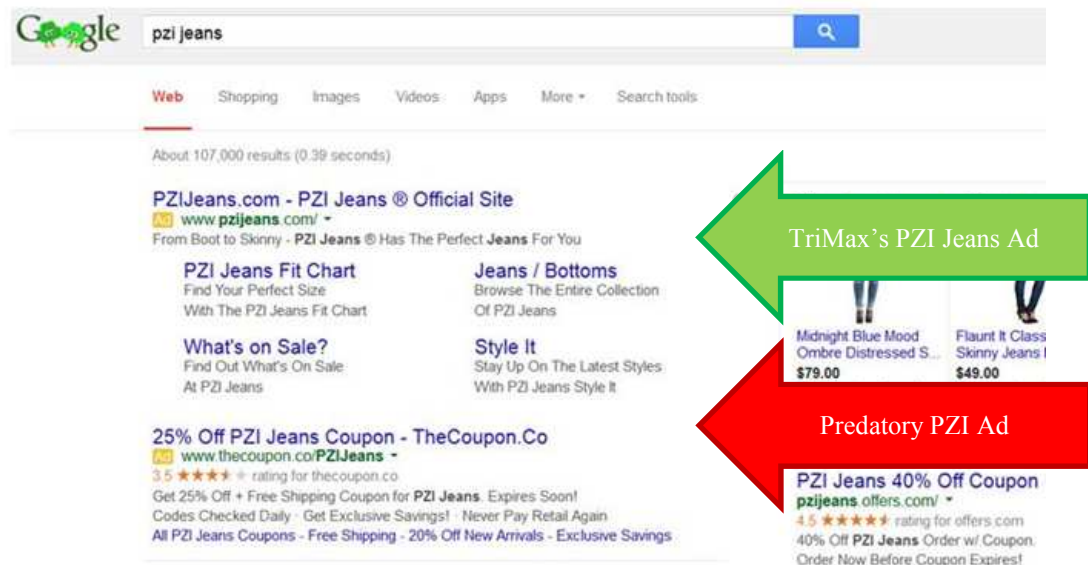 Google
pzi jeans
Web Shopping Images Videos Apps More Search tools
About 107,000 results (0.39 seconds)
PZIJeans.com - PZI Jeans ® Official Site
Ad www.pzijeans.com/
From Boot to Skinny - PZI Jeans ® Has The Perfect Jeans For You
PZI Jeans Fit Chart
Find Your Perfect Size
With The PZI Jeans Fit Chart
Jeans / Bottoms
Browse The Entire Collection
Of PZI Jeans
What's on Sale?
Find Out What's On Sale
At PZI Jeans
Style It
Stay Up On The Latest Styles
With PZI Jeans Style It
25% Off PZI Jeans Coupon - TheCoupon.Co
Ad www.thecoupon.co/PZIJeans
3.5 ★★★★ rating for thecoupon.co
Get 25% Off + Free Shipping Coupon for PZI Jeans. Expires Soon!
Codes Checked Daily · Get Exclusive Savings! · Never Pay Retail Again
All PZI Jeans Coupons - Free Shipping - 20% Off New Arrivals - Exclusive Savings
TriMax's PZI Jeans Ad
Midnight Blue Mood
Ombre Distressed S...
$79.00
Flaunt It Class
Skinny Jeans
$49.00
Predatory PZI Ad
PZI Jeans 40% Off Coupon
pzijeans.offers.com/
4.5 ★★★★★ rating for offers.com
40% Off PZI Jeans Order w/ Coupon.
Order Now Before Coupon Expires!